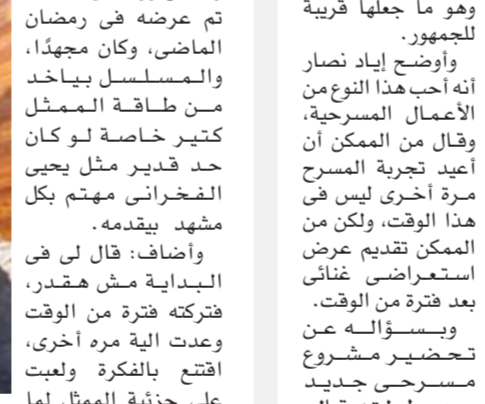 وهو ما جعلها قريبة
للجمهور.
وأوضح إياد نصار
أنه أحب هذا النوع من
الأعمال المسرحية،
وقال من الممكن أن
أعيد تجربة المسرح
مرة أخرى ليس فى
هذا الوقت، ولكن من
الممكن تقديم عرض
استعراضى غنائى
بعد فترة من الوقت.
وبسؤاله عن
تحضير مشروع
مسرحى جديد
تم عرضه فى رمضان
الماضى، وكان مجهدًا،
والمسلسل بياخد
من طاقة الممثل
كتير خاصة لو كان
حد قدير مثل يحيى
الفخرانى مهتم بكل
مشهد بيقدمه.
وأضاف: قال لى فى
البداية مش هقدر،
فتركته فترة من الوقت
وعدت الية مره أخرى،
اقتنع بالفكرة ولعبت
على جزئية الممثل لما